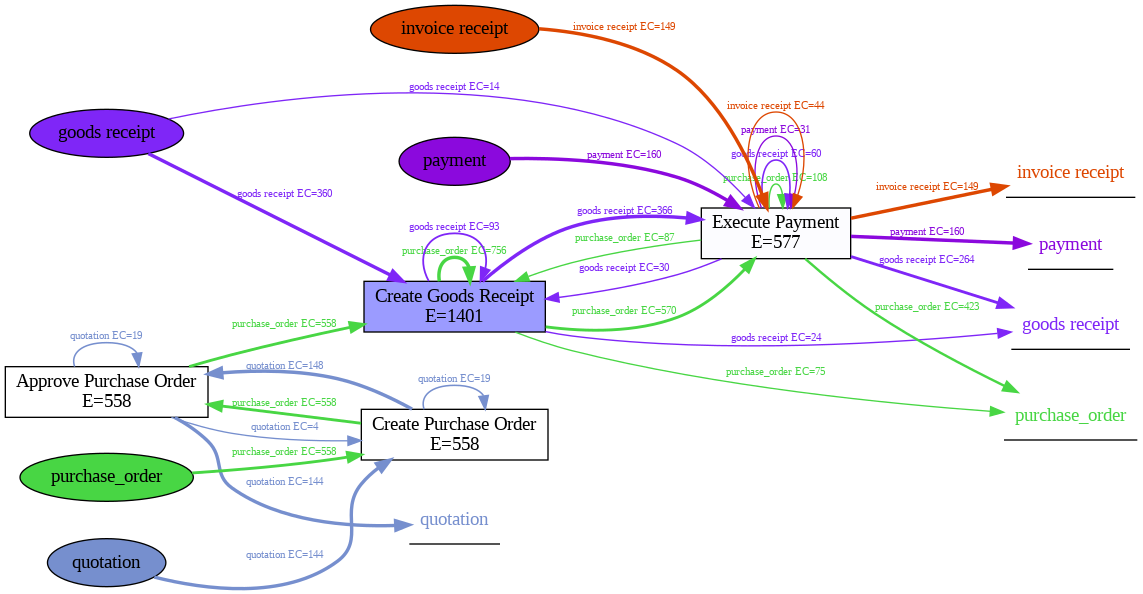 invoice receipt
invoice receipt EC=149
goods receipt EC=14
invoice receipt EC=44
goods receipt
payment EC=31
payment
payment EC=160
goods receipt EC=60
purchase_order EC=108
invoice receipt EC=149
invoice receipt
goods receipt EC=360
goods receipt EC=366
Execute Payment
E=577
payment EC=160
payment
goods receipt EC=93
purchase_order EC=756
purchase_order EC=87
goods receipt EC=30
goods receipt EC=264
Create Goods Receipt
E=1401
purchase_order EC=570
purchase_order EC=423
goods receipt
purchase_order EC=558
quotation EC=19
goods receipt EC=24
quotation EC=148
purchase_order EC=75
Approve Purchase Order
E=558
quotation EC=19
purchase_order EC=558
Create Purchase Order
E=558
purchase_order
quotation EC=4
purchase_order EC=558
purchase_order
quotation EC=144
quotation
quotation EC=144
quotation